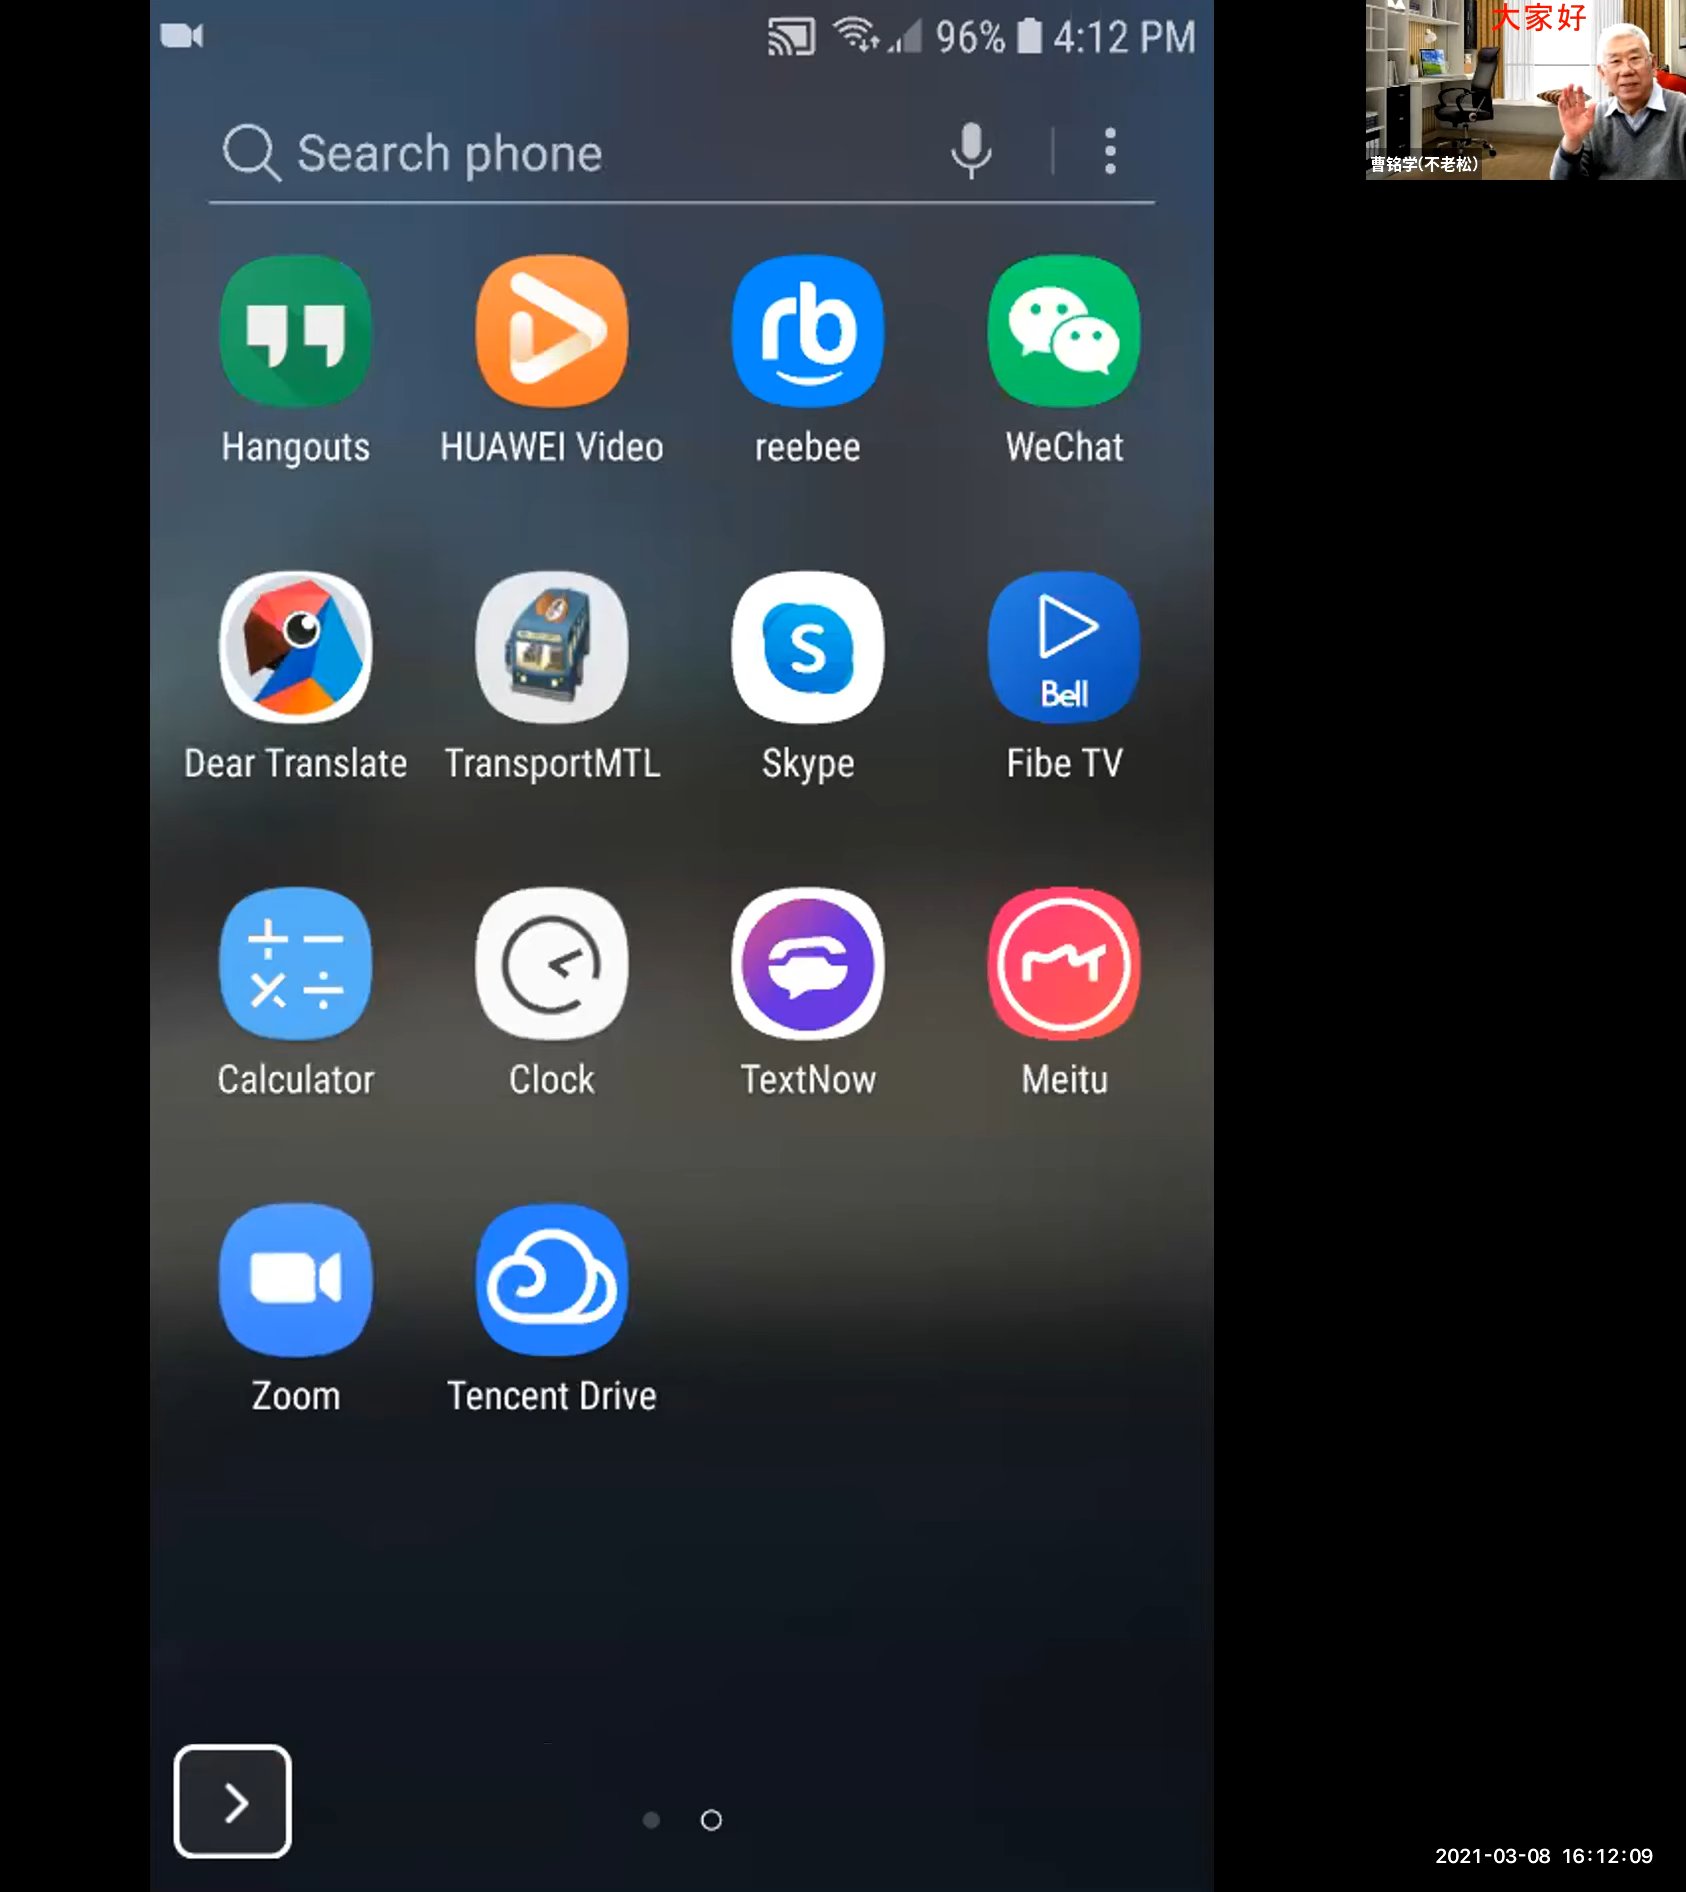 96% 4:12 PM
大家好
Search phone
曹铭学(不老松)
rb
Hangouts HUAWEI Video reebee WeChat
S
Bell
Dear Translate TransportMTL Skype Fibe TV
Calculator Clock TextNow Meitu
Zoom Tencent Drive
2021-03-08 16:12:09